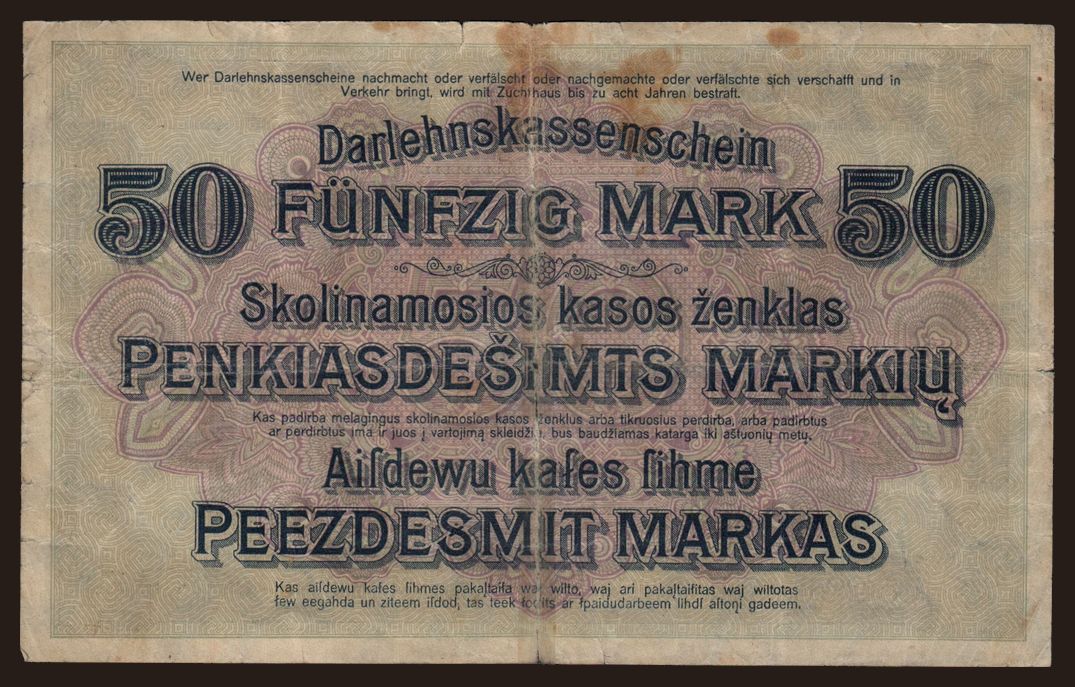 Wer Darlehnskassenscheine nachmacht oder verfälscht oder nachgemachte oder verfälschte sich verschafft und in
Verkehr bringt, wird mit Zuchthaus bis zu acht Jahren bestraft.
Darlehnskassenschein
50 FÜNFZIG MARK 50
Skolinamosios kasos ženklas
PENKIASDEŠIMTS MARKIŲ
Kas padirba melagingus skolinamosios kasos ženklus arba tikruosius perdirba, arba padirbtus
ar perdirbtus ima ir juos į vartojimą skleidžia, bus baudžiamas katarga iki aštuonių metų.
Aiſdewu kaſes ſihme
PEEZDESMIT MARKAS
Kas aiſdewu kaſes ſihmes pakaļtaiſa wai wilto, waj ari pakaļtaiſitas waj wiltotas
ſew eegahda un ziteem iſdod, tas teek ſodits ar ſpaidudarbeem lihdſ aſtoņi gadeem.